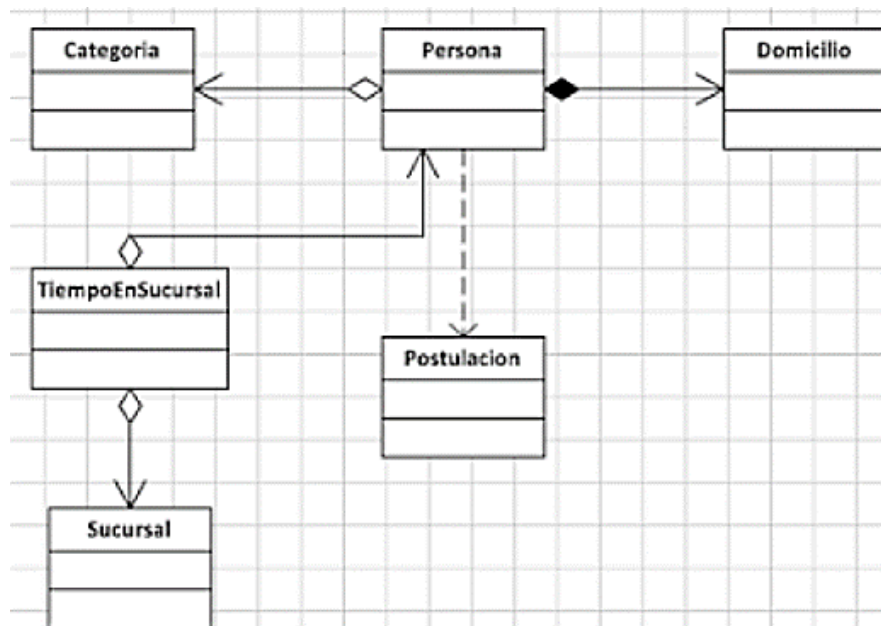 Categoria
Persona
Domicilio
TiempoEnSucursal
Postulacion
Sucursal